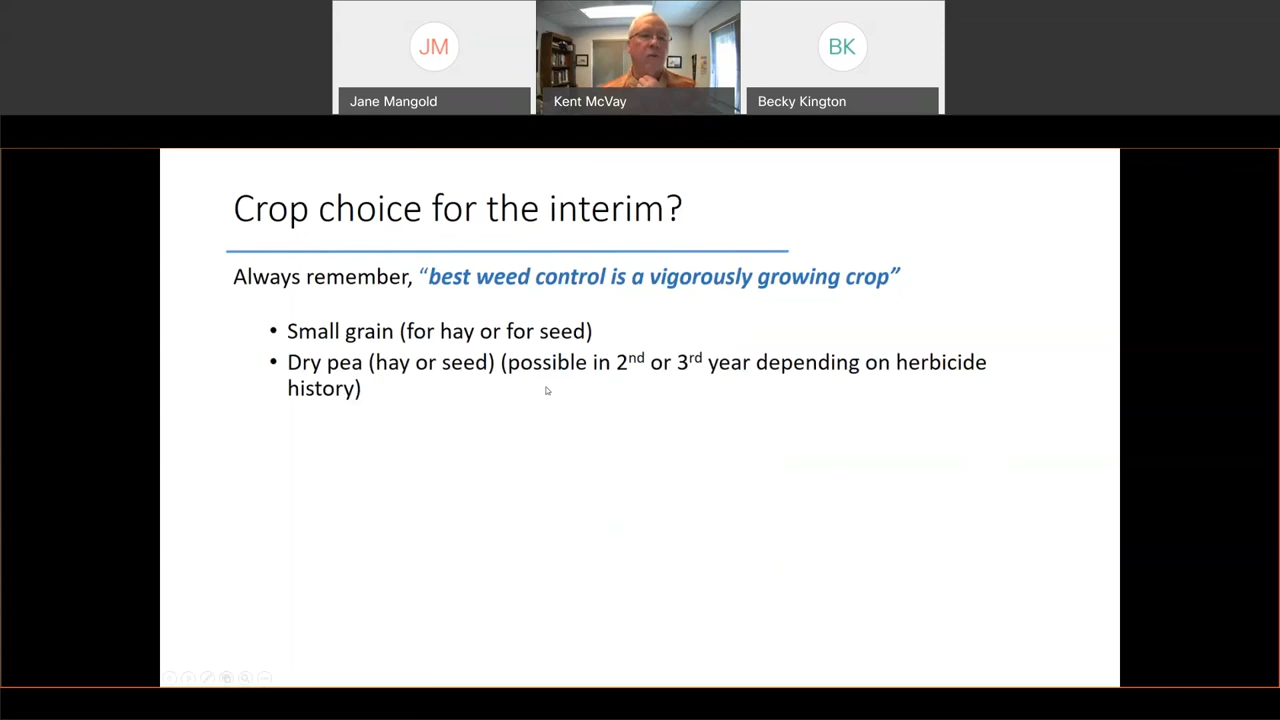 JM
BK
Jane Mangold
Kent McVay
Becky Kington
Crop choice for the interim?
Always remember, “best weed control is a vigorously growing crop”
• Small grain (for hay or for seed)
• Dry pea (hay or seed) (possible in 2nd or 3rd year depending on herbicide
history)